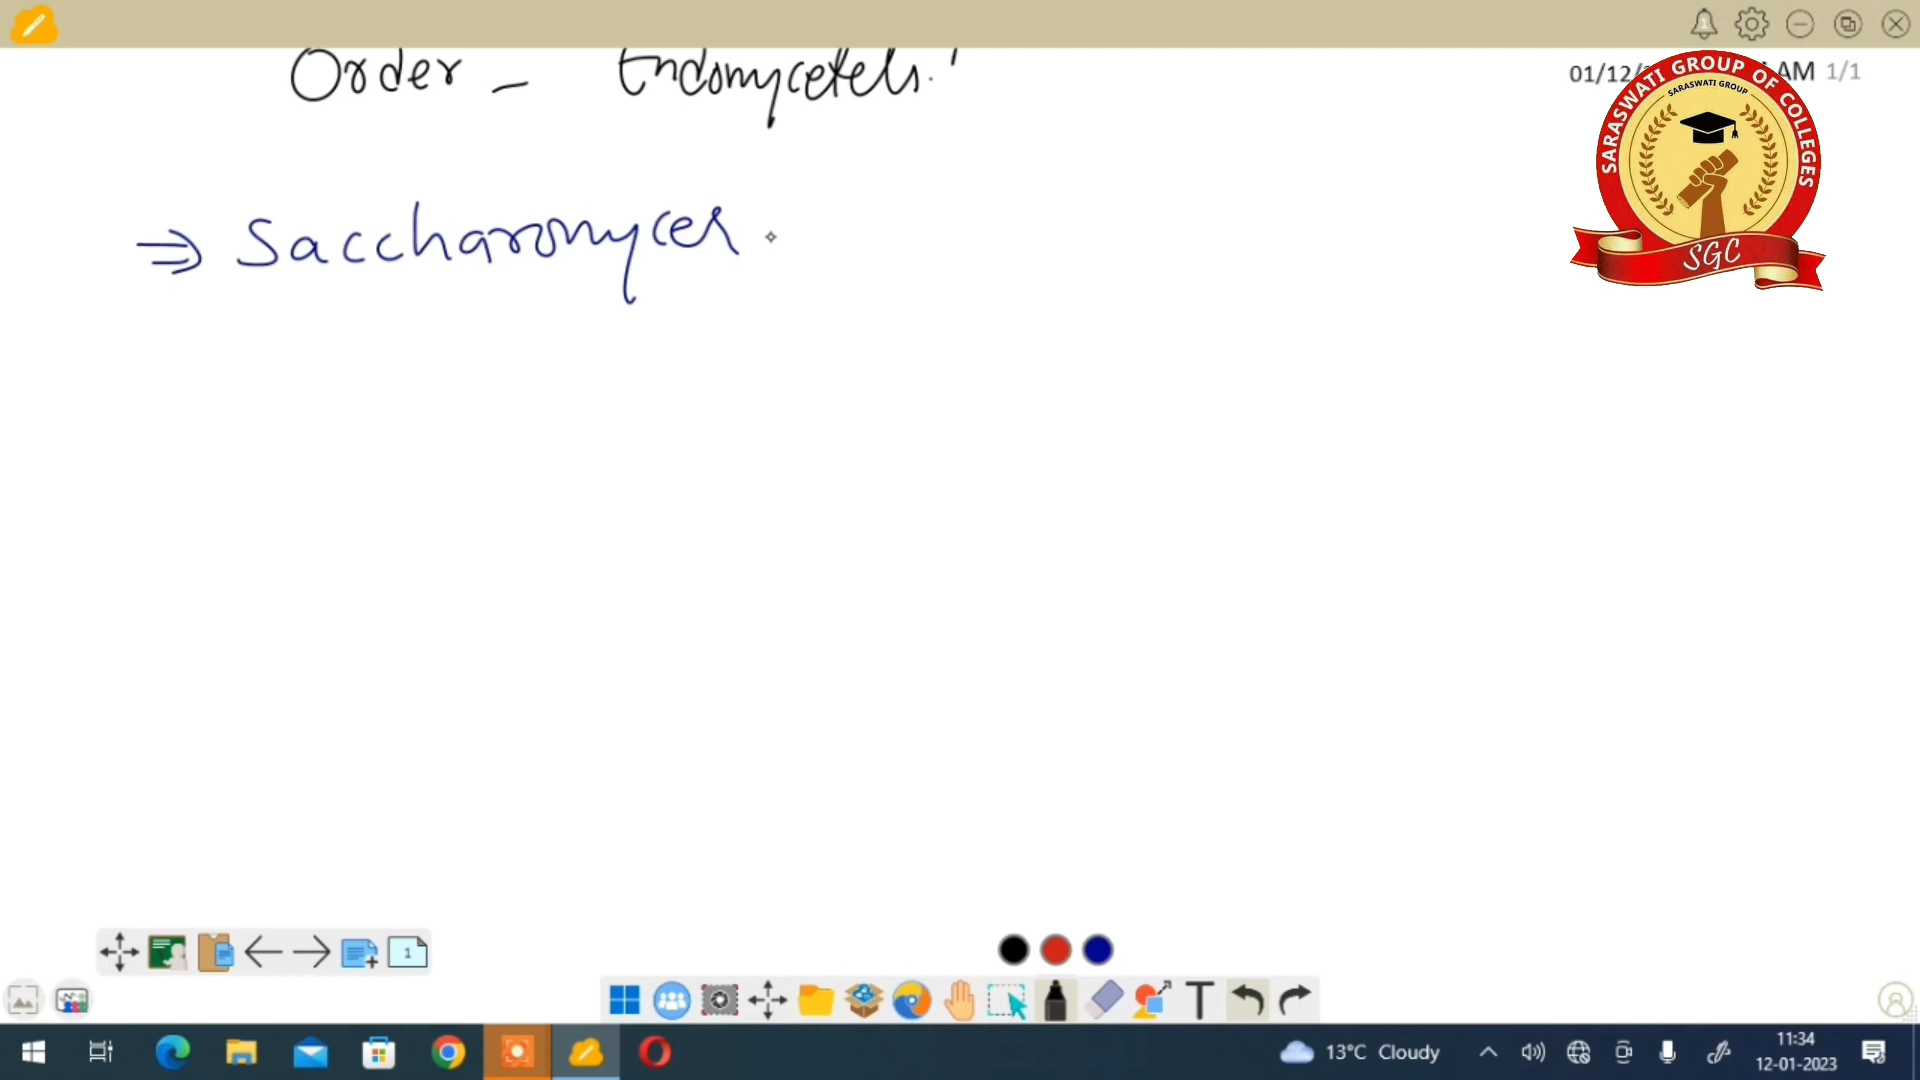 Order - Endomycetels.
01/12/ AM 1/1
SARASWATI GROUP OF COLLEGES
SARASWATI GROUP
SGC
⇒ Saccharomyces
1
T
13°C Cloudy
11:34
12-01-2023